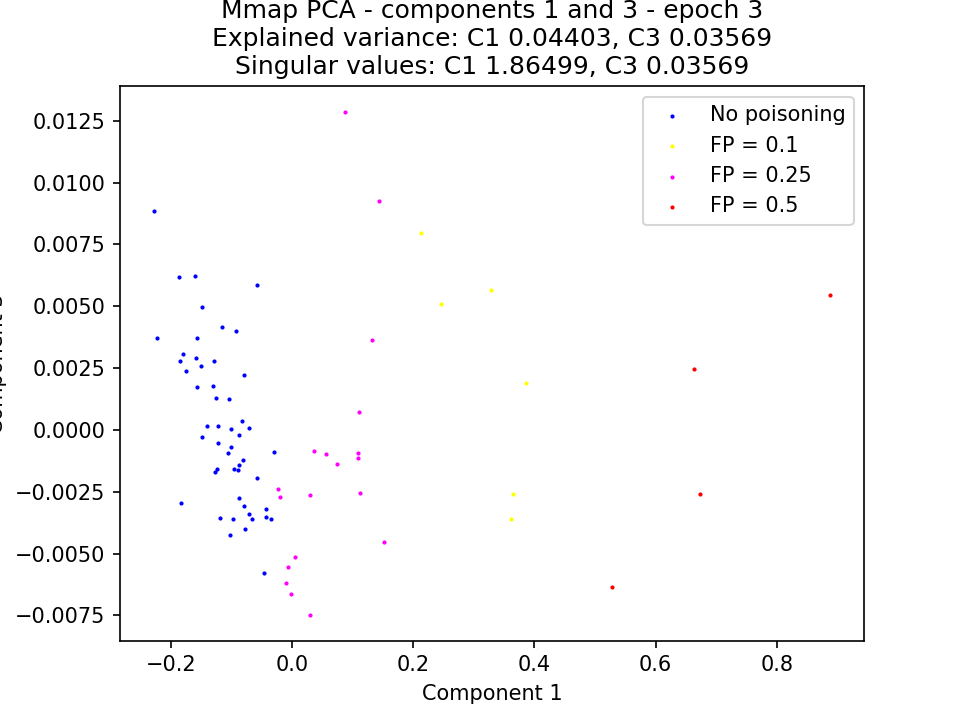 Mmap PCA - components 1 and 3 - epoch 3
Explained variance: C1 0.04403, C3 0.03569
Singular values: C1 1.86499, C3 0.03569
No poisoning
FP = 0.1
FP = 0.25
FP = 0.5
0.0125
0.0100
0.0075
0.0050
0.0025
0.0000
−0.0025
−0.0050
−0.0075
−0.2
0.0
0.2
0.4
0.6
0.8
Component 1